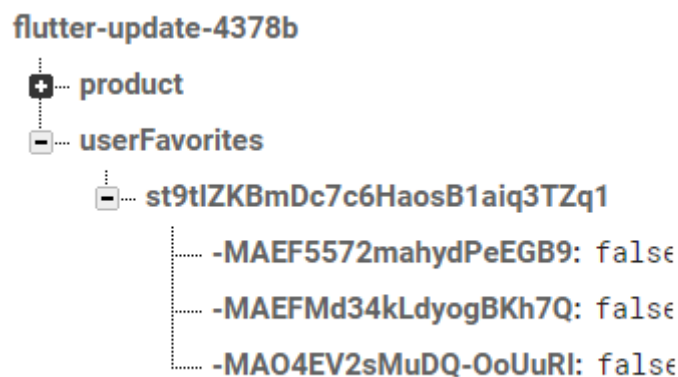 flutter-update-4378b
product
userFavorites
st9tlZKBmDc7c6HaosB1aiq3TZq1
-MAEF5572mahydPeEGB9: false
-MAEFMd34kLdyogBKh7Q: false
-MAO4EV2sMuDQ-OoUuRI: false